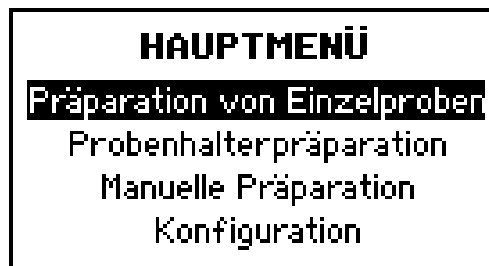 HAUPTMENÜ
Präparation von Einzelproben
Probenhalterpräparation
Manuelle Präparation
Konfiguration